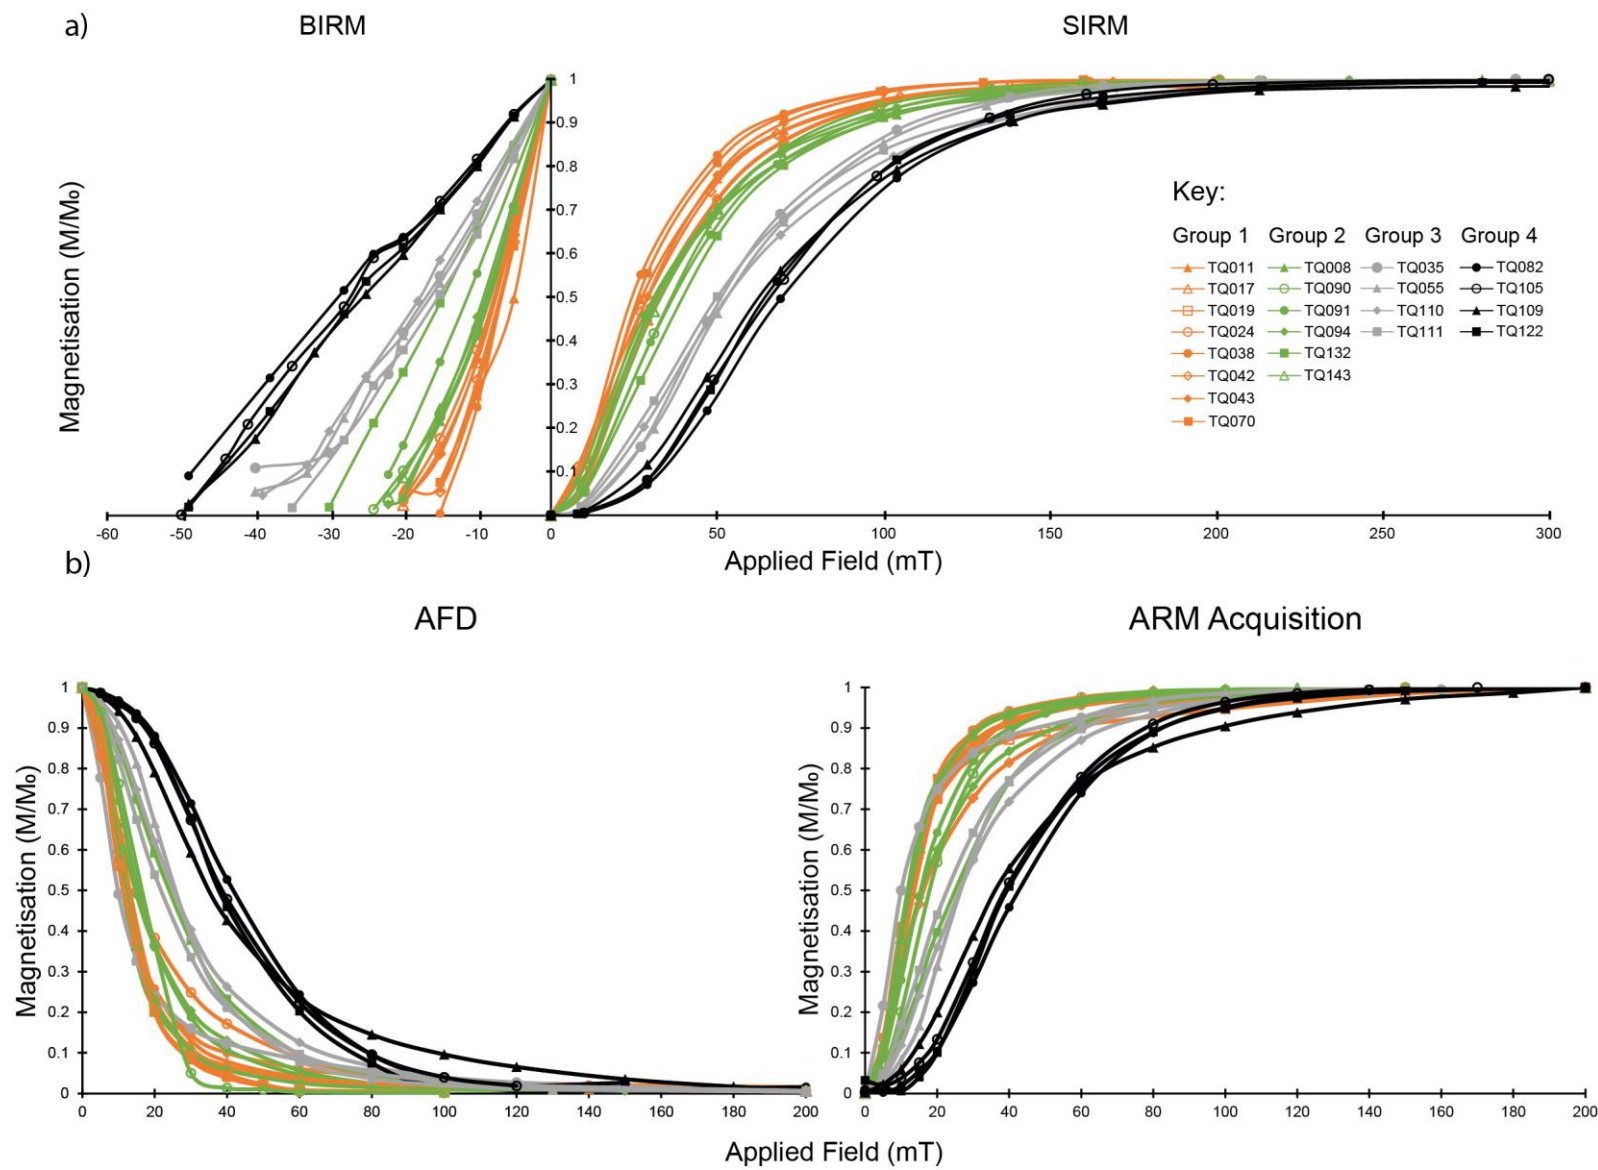 a)
BIRM
SIRM
1
0.9
0.8
0.7
0.6
0.5
0.4
0.3
0.2
0.1
Magnetisation (M/M₀)
-60 -50 -40 -30 -20 -10 0 50 100 150 200 250 300
Applied Field (mT)
Key:
Group 1 Group 2 Group 3 Group 4
TQ011 TQ008 TQ035 TQ082
TQ017 TQ090 TQ055 TQ105
TQ019 TQ091 TQ110 TQ109
TQ024 TQ094 TQ111 TQ122
TQ038 TQ132
TQ042 TQ143
TQ043
TQ070
b)
AFD
ARM Acquisition
1
0.9
0.8
0.7
0.6
0.5
0.4
0.3
0.2
0.1
0
Magnetisation (M/M₀)
0 20 40 60 80 100 120 140 160 180 200
1
0.9
0.8
0.7
0.6
0.5
0.4
0.3
0.2
0.1
0
Magnetisation (M/M₀)
0 20 40 60 80 100 120 140 160 180 200
Applied Field (mT)